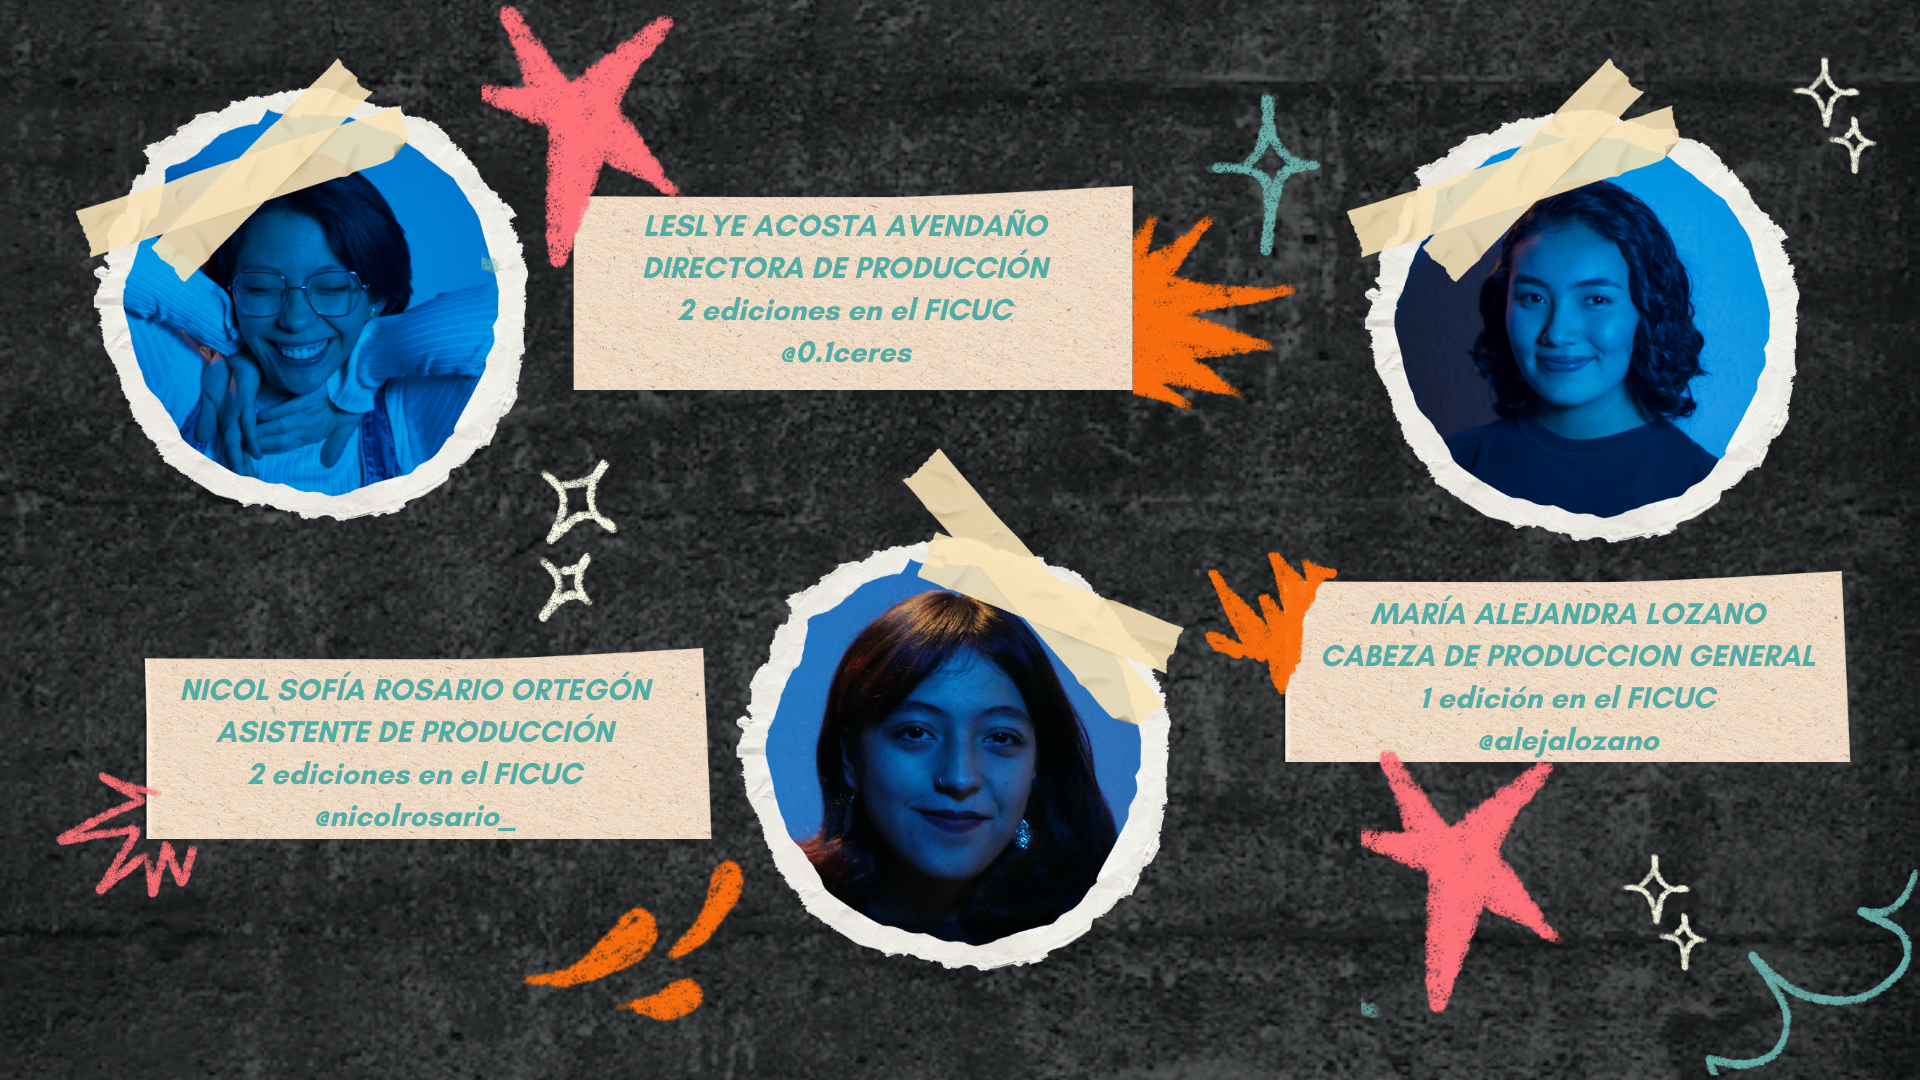 LESLYE ACOSTA AVENDAÑO
DIRECTORA DE PRODUCCIÓN
2 ediciones en el FICUC
@0.1ceres
MARÍA ALEJANDRA LOZANO
CABEZA DE PRODUCCION GENERAL
1 edición en el FICUC
@alejalozano
NICOL SOFÍA ROSARIO ORTEGÓN
ASISTENTE DE PRODUCCIÓN
2 ediciones en el FICUC
@nicolrosario_